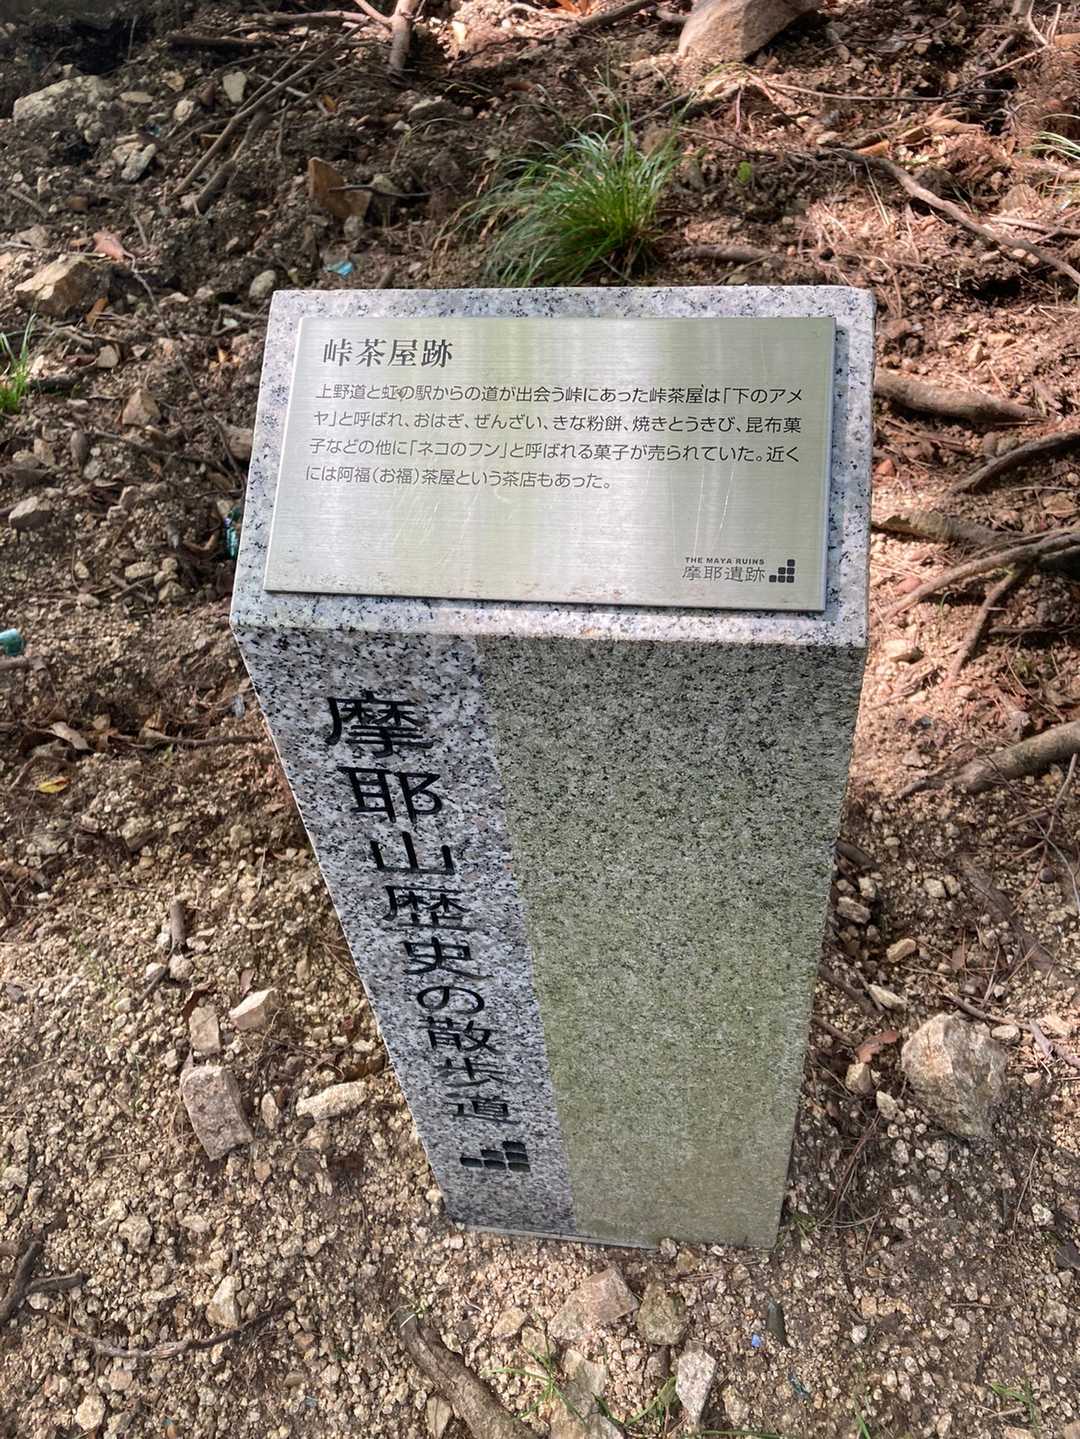 峠茶屋跡
上野道と虹の駅からの道が出会う峠にあった峠茶屋は「下のアメ
ヤ」と呼ばれ、おはぎ、ぜんざい、きな粉餅、焼きとうきび、昆布菓
子などの他に「ネコのフン」と呼ばれる菓子が売られていた。近く
には阿福（お福）茶屋という茶店もあった。
THE MAYA RUINS
摩耶遺跡
摩耶山歴史の散歩道